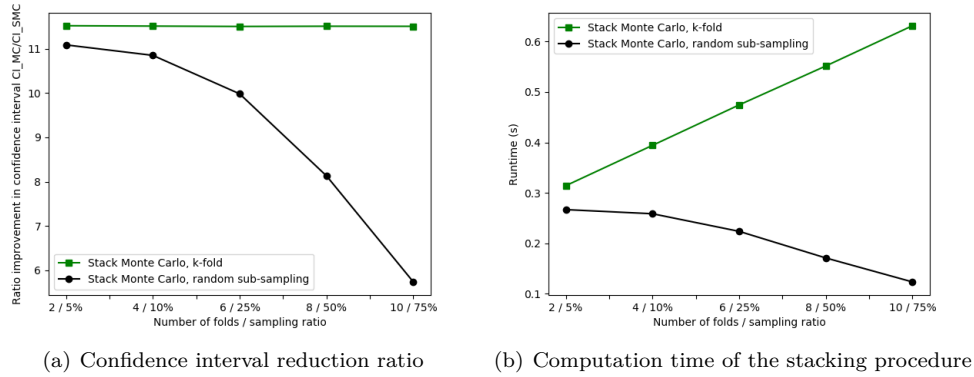 Ratio improvement in confidence interval CI_MC/CI_SMC
11
10
9
8
7
6
Stack Monte Carlo, k-fold
Stack Monte Carlo, random sub-sampling
2 / 5%
4 / 10%
6 / 25%
8 / 50%
10 / 75%
Number of folds / sampling ratio
(a) Confidence interval reduction ratio
Runtime (s)
0.6
0.5
0.4
0.3
0.2
0.1
Stack Monte Carlo, k-fold
Stack Monte Carlo, random sub-sampling
2 / 5%
4 / 10%
6 / 25%
8 / 50%
10 / 75%
Number of folds / sampling ratio
(b) Computation time of the stacking procedure